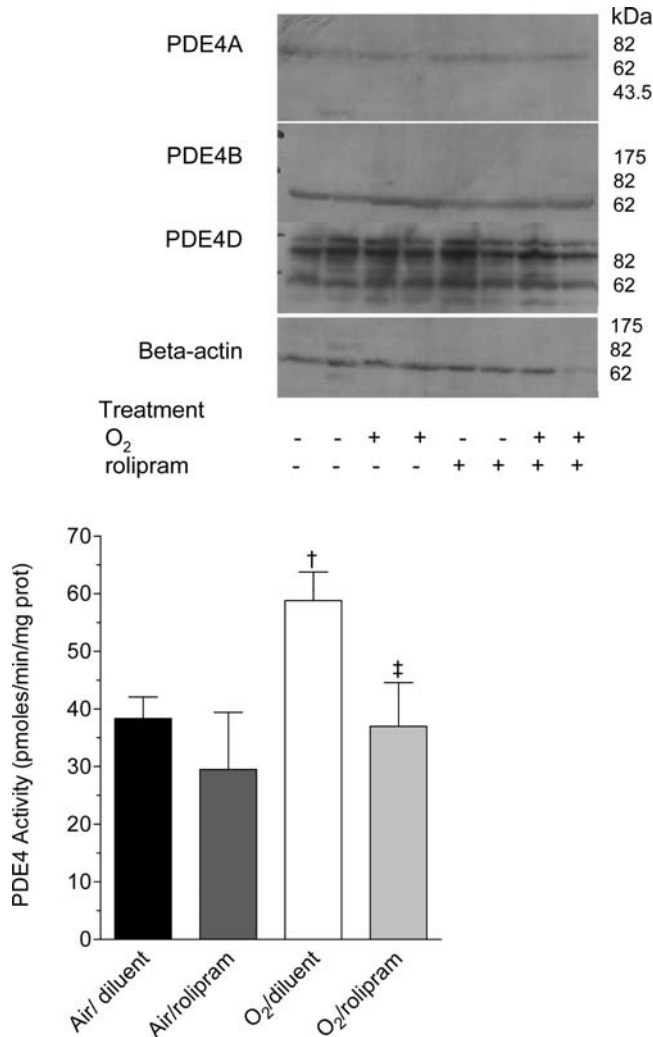 kDa
PDE4A 82
62
43.5
PDE4B 175
82
62
PDE4D 82
62
Beta-actin 175
82
62
Treatment
O₂ - - + + - - + +
rolipram - - - - + + + +
PDE4 Activity (pmoles/min/mg prot)
70
60
50
40
30
20
10
0
†
‡
Air/ diluent
Air/rolipram
O₂/diluent
O₂/rolipram